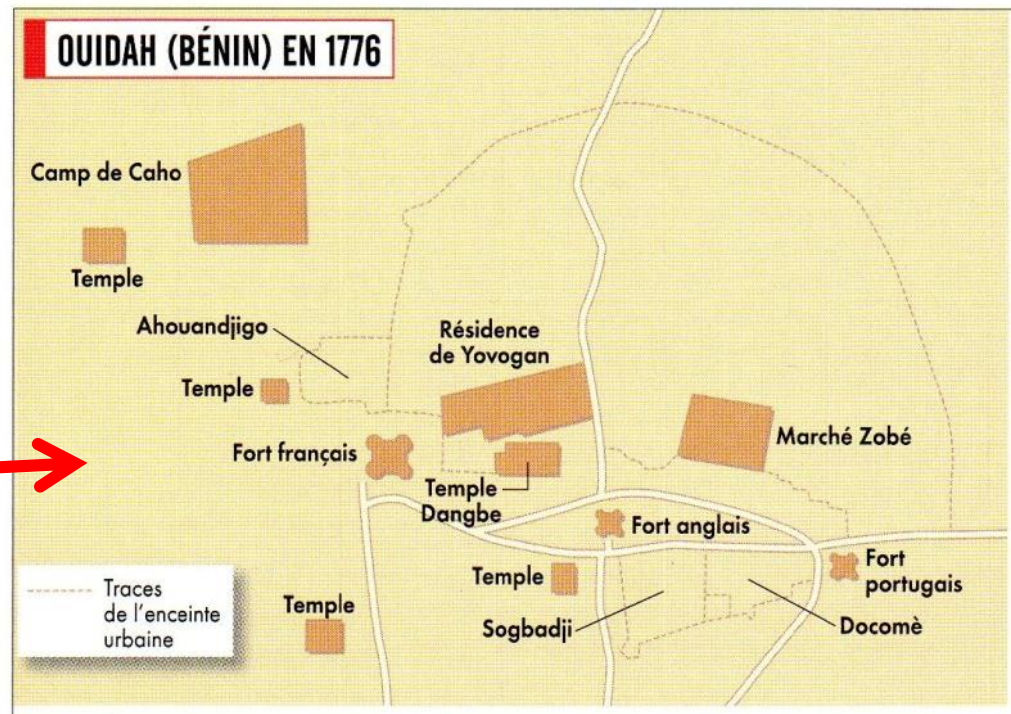 OUIDAH (BÉNIN) EN 1776
Camp de Caho
Temple
Ahouandjigo
Résidence
de Yovogan
Temple
Fort français
Marché Zobé
Temple
Dangbe
Fort anglais
Temple
Fort
portugais
Traces
de l'enceinte
urbaine
Temple
Sogbadji
Docomè